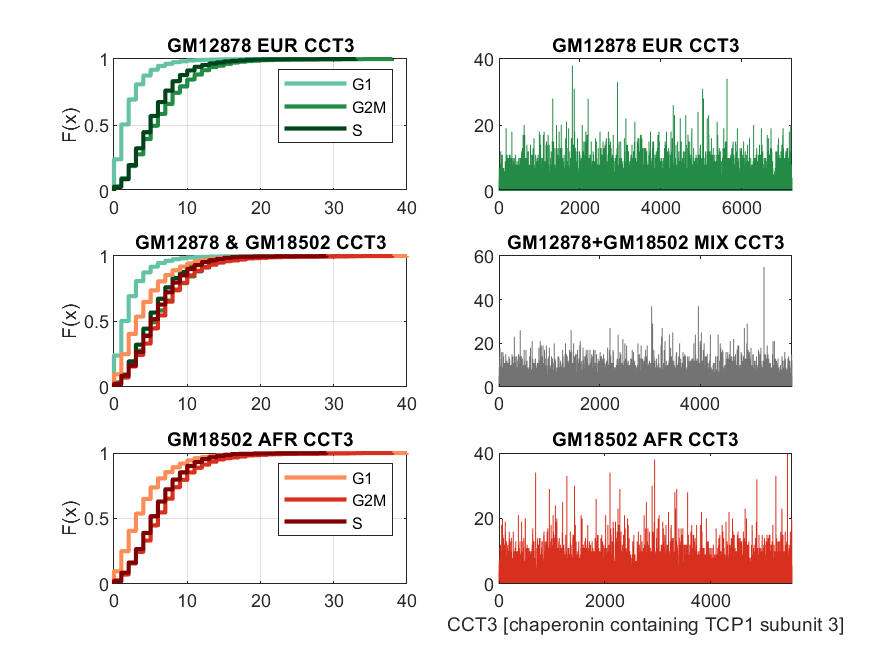 GM12878 EUR CCT3
F(x)
1
0.5
0
0 10 20 30 40
G1
G2M
S
GM12878 EUR CCT3
40
20
0
2000 4000 6000
GM12878 & GM18502 CCT3
F(x)
1
0.5
0
0 10 20 30 40
GM12878+GM18502 MIX CCT3
60
40
20
0
0 2000 4000
GM18502 AFR CCT3
F(x)
1
0.5
0
0 10 20 30 40
G1
G2M
S
GM18502 AFR CCT3
40
20
0
0 2000 4000
CCT3 [chaperonin containing TCP1 subunit 3]